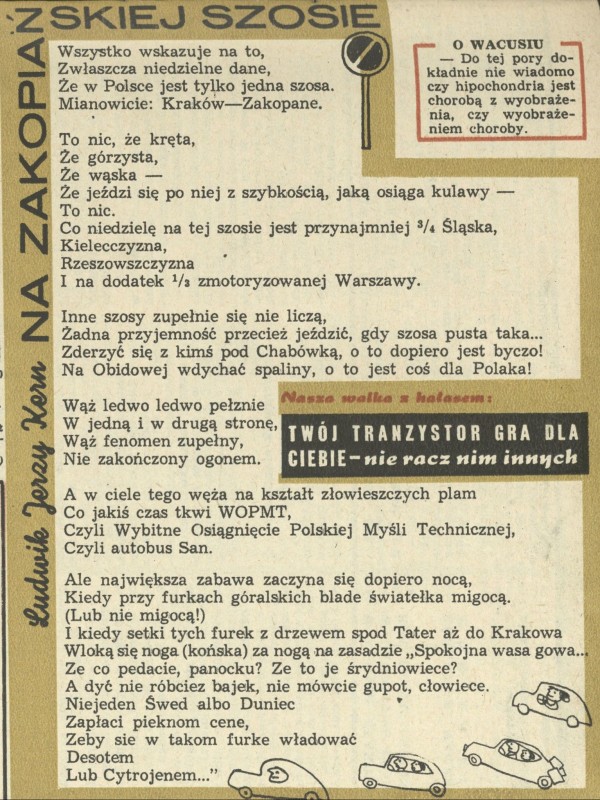 NA ZAKOPIAŃSKIEJ SZOSIE
Ludwik Jerzy Kern
Wszystko wskazuje na to,
Zwłaszcza niedzielne dane,
Że w Polsce jest tylko jedna szosa.
Mianowicie: Kraków—Zakopane.
To nic, że kręta,
Że górzysta,
Że wąska —
Że jeździ się po niej z szybkością, jaką osiąga kulawy —
To nic.
Co niedzielę na tej szosie jest przynajmniej 3/4 Śląska,
Kielecczyzna,
Rzeszowszczyzna
I na dodatek 1/3 zmotoryzowanej Warszawy.
Inne szosy zupełnie się nie liczą,
Żadna przyjemność przecież jeździć, gdy szosa pusta taka...
Zderzyć się z kimś pod Chabówką, o to dopiero jest byczo!
Na Obidowej wdychać spaliny, o to jest coś dla Polaka!
Wąż ledwo ledwo pełznie
W jedną i w drugą stronę,
Wąż fenomen zupełny,
Nie zakończony ogonem.
A w ciele tego węża na kształt złowieszczych plam
Co jakiś czas tkwi WOPMT,
Czyli Wybitne Osiągnięcie Polskiej Myśli Technicznej,
Czyli autobus San.
Ale największa zabawa zaczyna się dopiero nocą,
Kiedy przy furkach góralskich blade światełka migocą.
(Lub nie migocą!)
I kiedy setki tych furek z drzewem spod Tater aż do Krakowa
Wloką się noga (końska) za nogą na zasadzie „Spokojna wasa gowa...
Ze co pedacie, panocku? Ze to je śrydniowiece?
A dyć nie róbciez bajek, nie mówcie gupot, cłowiece.
Niejeden Śwed albo Duniec
Zapłaci pieknom cene,
Zeby sie w takom furke władować
Desotem
Lub Cytrojenem..."
O WACUSIU
— Do tej pory do-
kładnie nie wiadomo
czy hipochondria jest
chorobą z wyobraże-
nia, czy wyobraże-
niem choroby.
Nasza walka z hałasem:
TWÓJ TRANZYSTOR GRA DLA
CIEBIE—nie racz nim innych